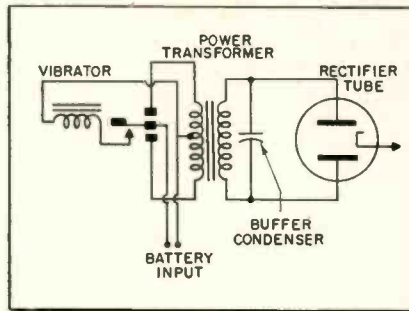 POWER
TRANSFORMER
VIBRATOR
RECTIFIER
TUBE
BUFFER
CONDENSER
BATTERY
INPUT